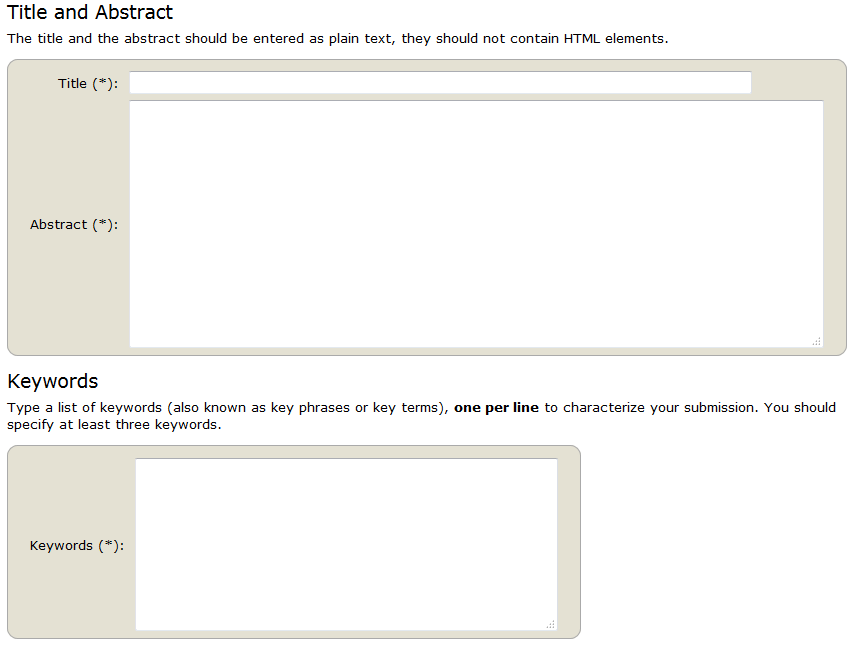 Title and Abstract
The title and the abstract should be entered as plain text, they should not contain HTML elements.
Title (*):
Abstract (*):
Keywords
Type a list of keywords (also known as key phrases or key terms), one per line to characterize your submission. You should
specify at least three keywords.
Keywords (*):